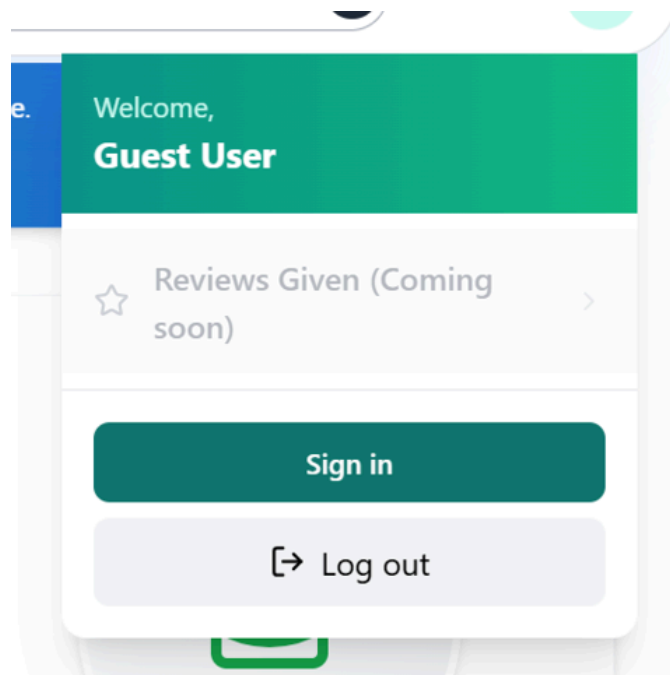 e.
Welcome,
Guest User
Reviews Given (Coming
soon)
Sign in
Log out